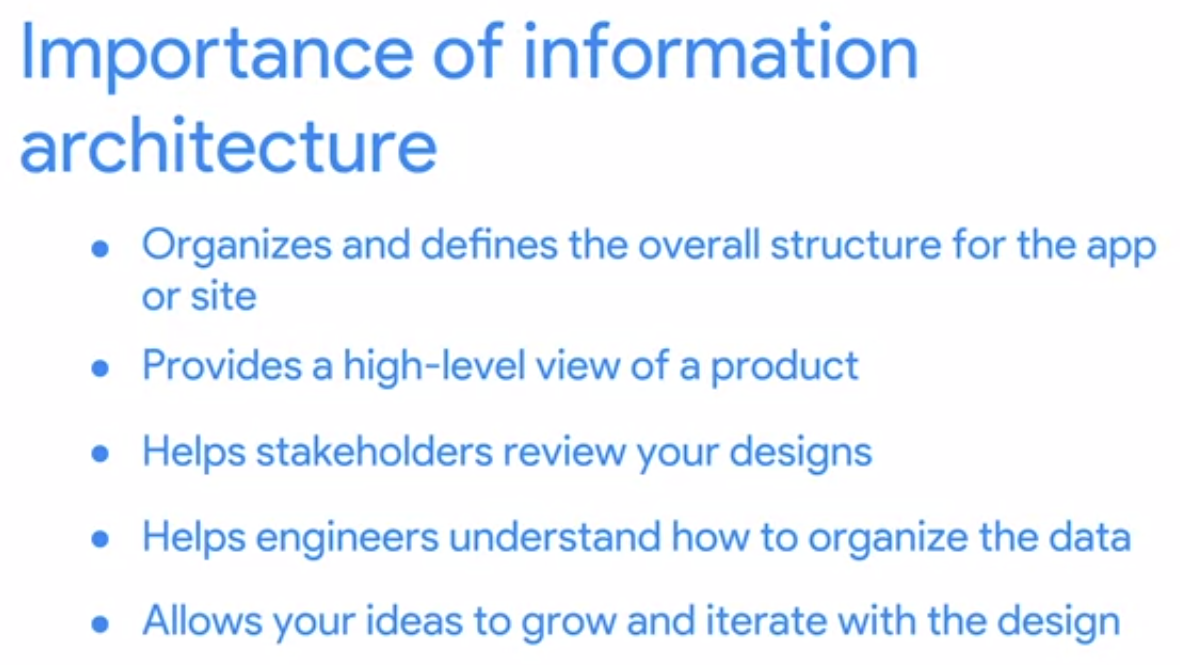 Importance of information
architecture
• Organizes and defines the overall structure for the app
or site
• Provides a high-level view of a product
• Helps stakeholders review your designs
• Helps engineers understand how to organize the data
• Allows your ideas to grow and iterate with the design